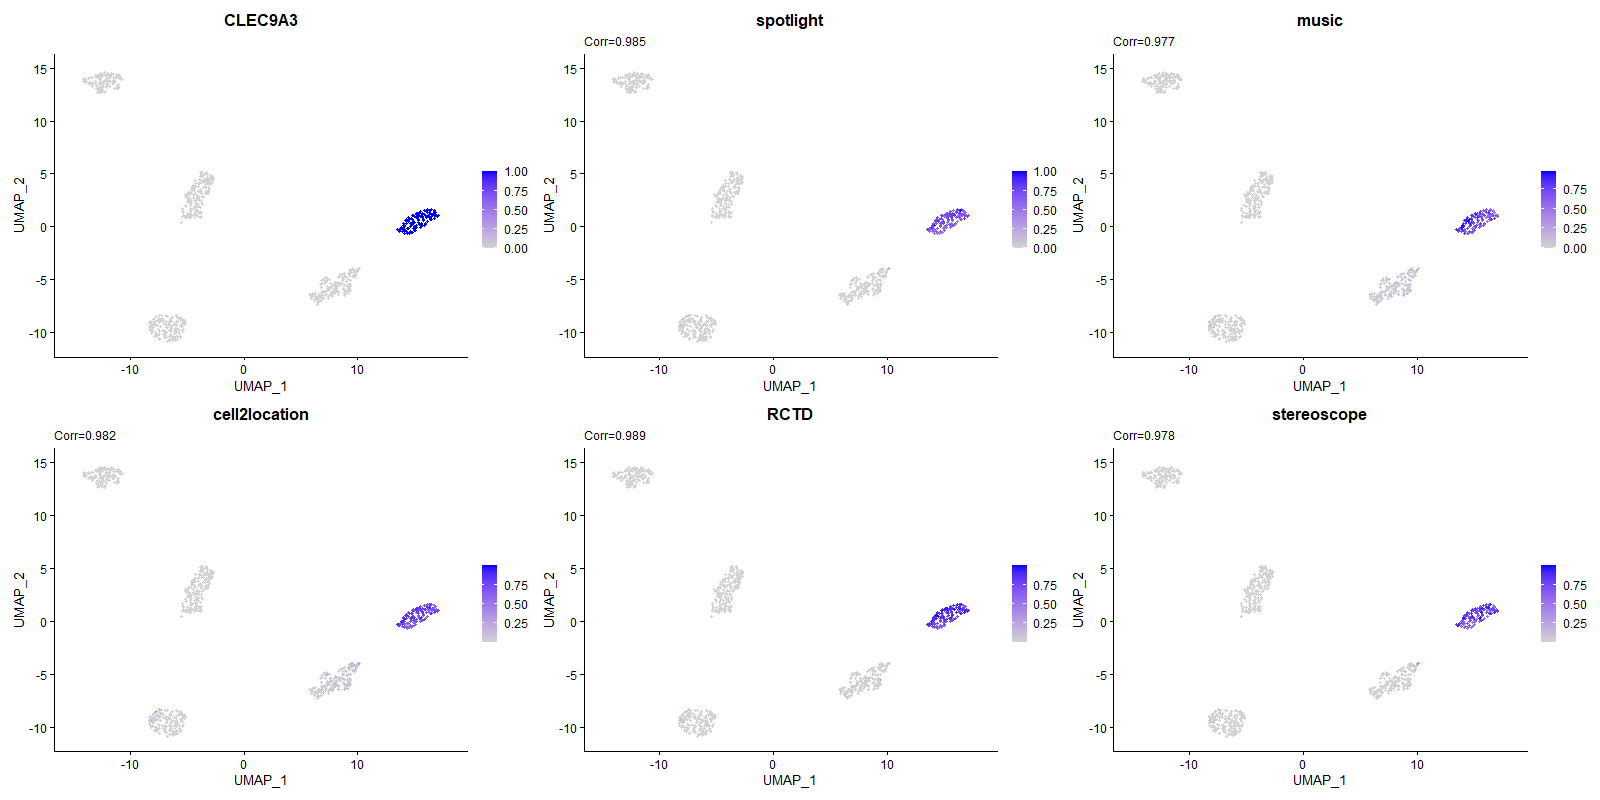 CLEC9A3
15
10
5
0
-5
-10
-10 0 10
UMAP_1
UMAP_2
1.00
0.75
0.50
0.25
0.00
spotlight
Corr=0.985
15
10
5
0
-5
-10
-10 0 10
UMAP_1
UMAP_2
1.00
0.75
0.50
0.25
0.00
music
Corr=0.977
15
10
5
0
-5
-10
-10 0 10
UMAP_1
UMAP_2
0.75
0.50
0.25
0.00
cell2location
Corr=0.982
15
10
5
0
-5
-10
-10 0 10
UMAP_1
UMAP_2
0.75
0.50
0.25
RCTD
Corr=0.989
15
10
5
0
-5
-10
-10 0 10
UMAP_1
UMAP_2
0.75
0.50
0.25
stereoscope
Corr=0.978
15
10
5
0
-5
-10
-10 0 10
UMAP_1
UMAP_2
0.75
0.50
0.25